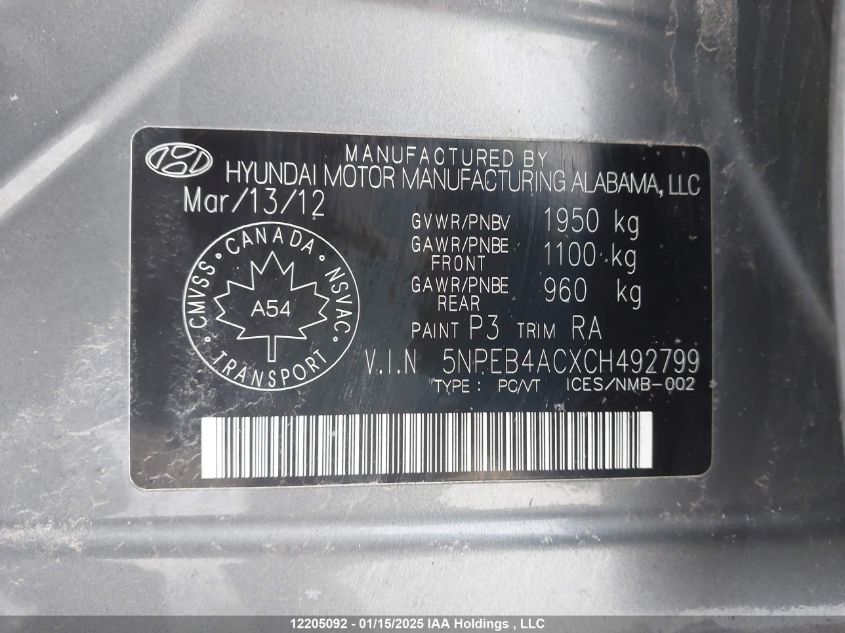 MANUFACTURED BY
HYUNDAI MOTOR MANUFACTURING ALABAMA, LLC
Mar/13/12
GVWR/PNBV 1950 kg
GAWR/PNBE FRONT 1100 kg
GAWR/PNBE REAR 960 kg
PAINT P3 TRIM RA
V.I.N 5NPEB4ACXCH492799
TYPE : PC/VT ICES/NMB-002
CANADA • NSVAC • TRANSPORT • CMVSS •
A54
12205092 - 01/15/2025 IAA Holdings , LLC